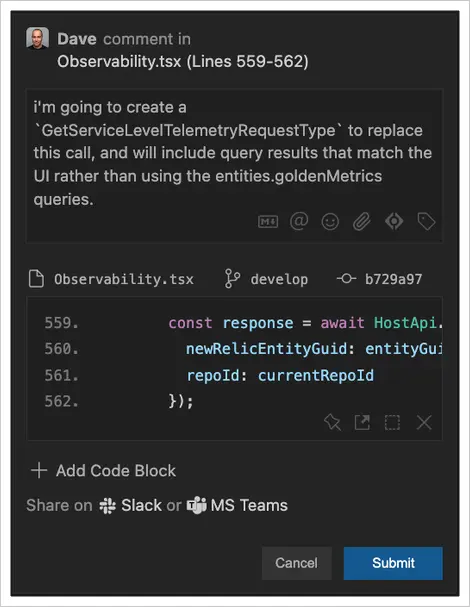 Dave comment in
Observability.tsx (Lines 559-562)
i'm going to create a
`GetServiceLevelTelemetryRequestType` to replace
this call, and will include query results that match the
UI rather than using the entities.goldenMetrics
queries.
Observability.tsx develop b729a97
559. const response = await HostApi.
560. newRelicEntityGuid: entityGui
561. repoId: currentRepoId
562. });
Add Code Block
Share on Slack or MS Teams
Cancel Submit